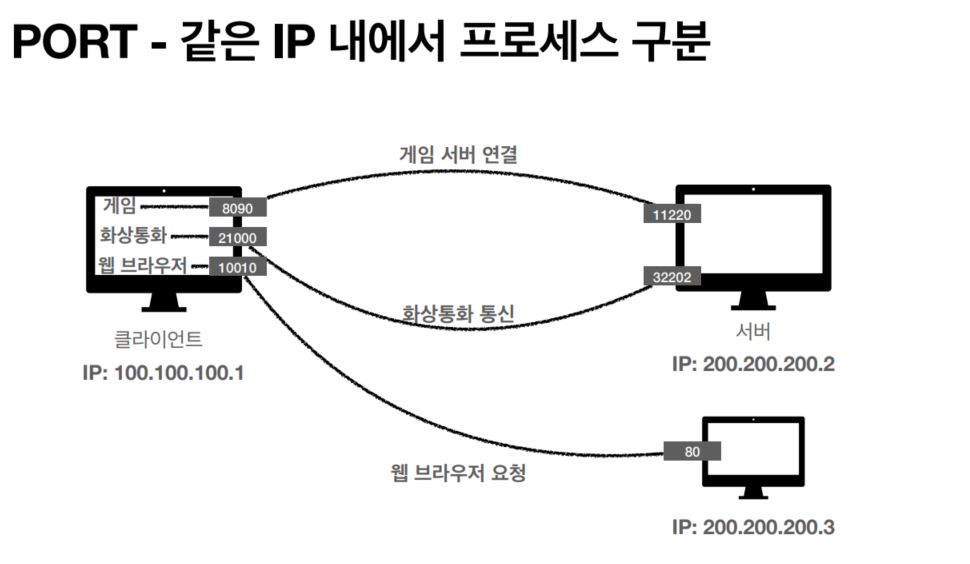 PORT - 같은 IP 내에서 프로세스 구분
게임 서버 연결
게임
8090
11220
화상통화
21000
웹 브라우저
10010
32202
화상통화 통신
클라이언트
서버
IP: 100.100.100.1
IP: 200.200.200.2
80
웹 브라우저 요청
IP: 200.200.200.3